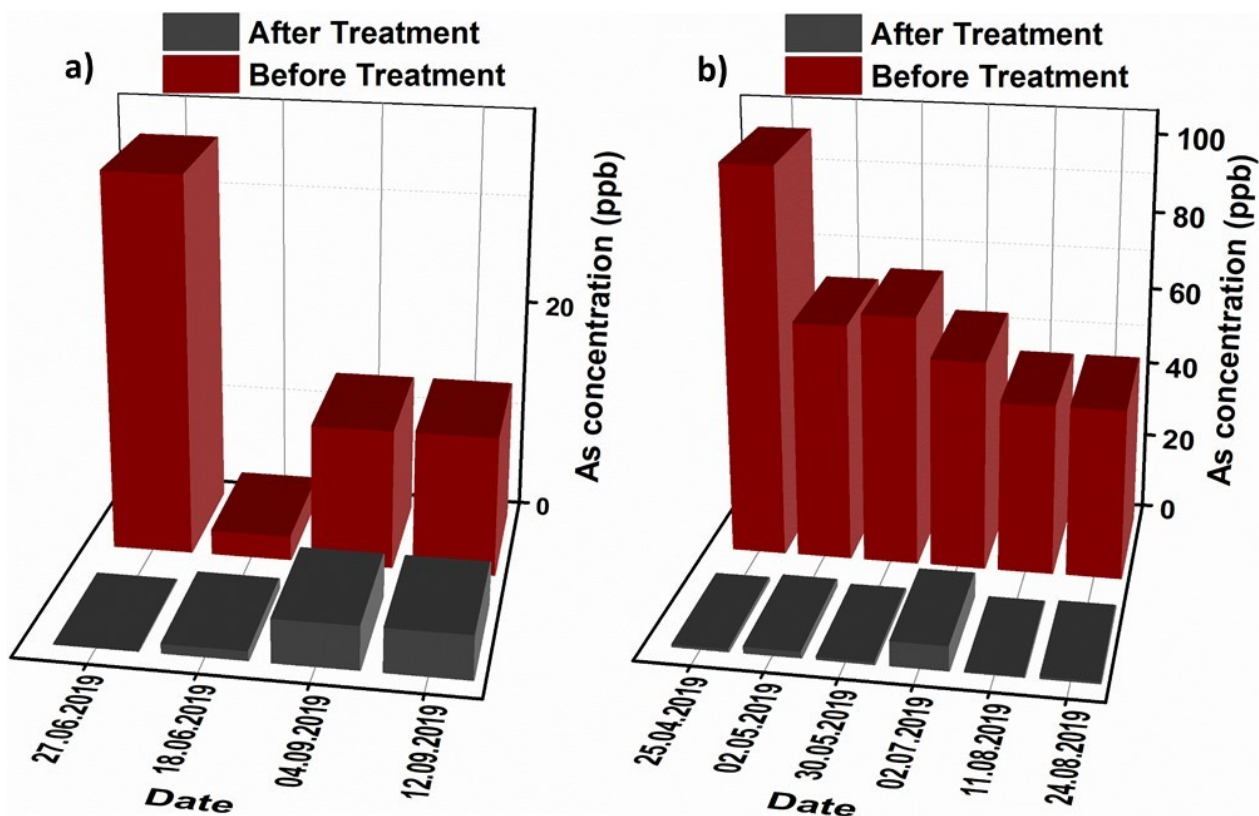 a)
After Treatment
Before Treatment
As concentration (ppb)
20
0
27.06.2019
18.06.2019
04.09.2019
12.09.2019
Date
b)
After Treatment
Before Treatment
As concentration (ppb)
100
80
60
40
20
0
25.04.2019
02.05.2019
30.05.2019
02.07.2019
11.08.2019
24.08.2019
Date